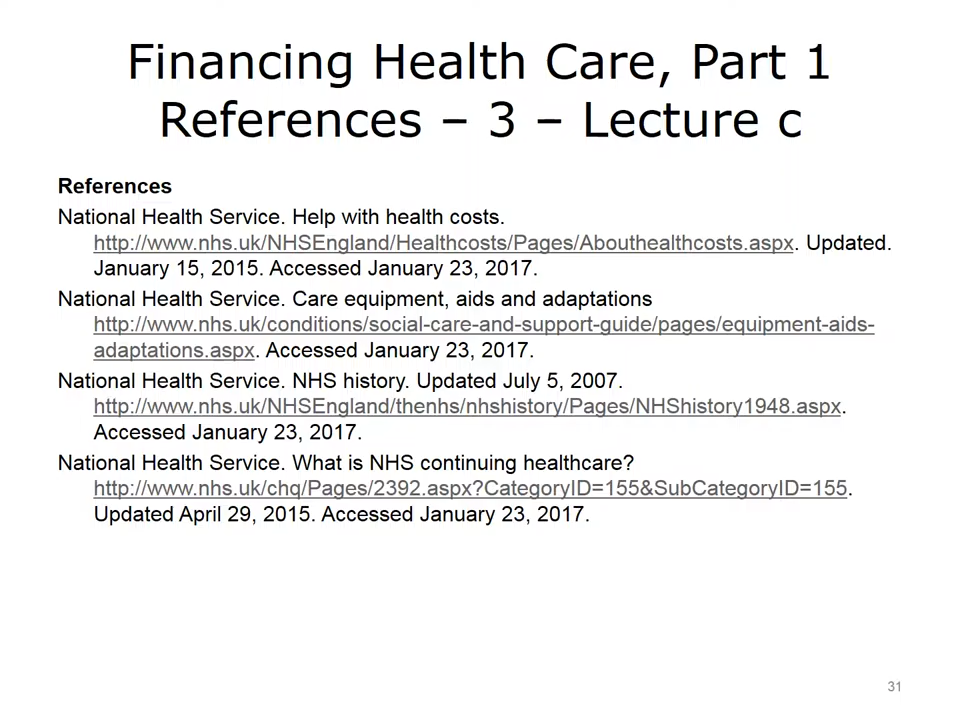 Financing Health Care, Part 1
References – 3 – Lecture c
References
National Health Service. Help with health costs.
http://www.nhs.uk/NHSEngland/Healthcosts/Pages/Abouthealthcosts.aspx. Updated.
January 15, 2015. Accessed January 23, 2017.
National Health Service. Care equipment, aids and adaptations
http://www.nhs.uk/conditions/social-care-and-support-guide/pages/equipment-aids-
adaptations.aspx. Accessed January 23, 2017.
National Health Service. NHS history. Updated July 5, 2007.
http://www.nhs.uk/NHSEngland/thenhs/nhshistory/Pages/NHShistory1948.aspx.
Accessed January 23, 2017.
National Health Service. What is NHS continuing healthcare?
http://www.nhs.uk/chq/Pages/2392.aspx?CategoryID=155&SubCategoryID=155.
Updated April 29, 2015. Accessed January 23, 2017.
31